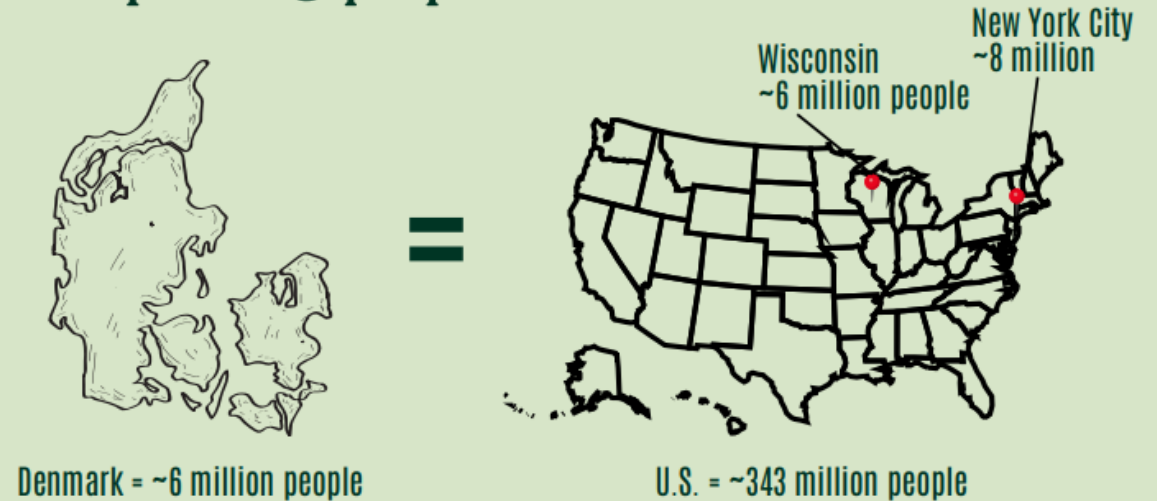 New York City
~8 million
Wisconsin
~6 million people
=
Denmark = ~6 million people
U.S. = ~343 million people